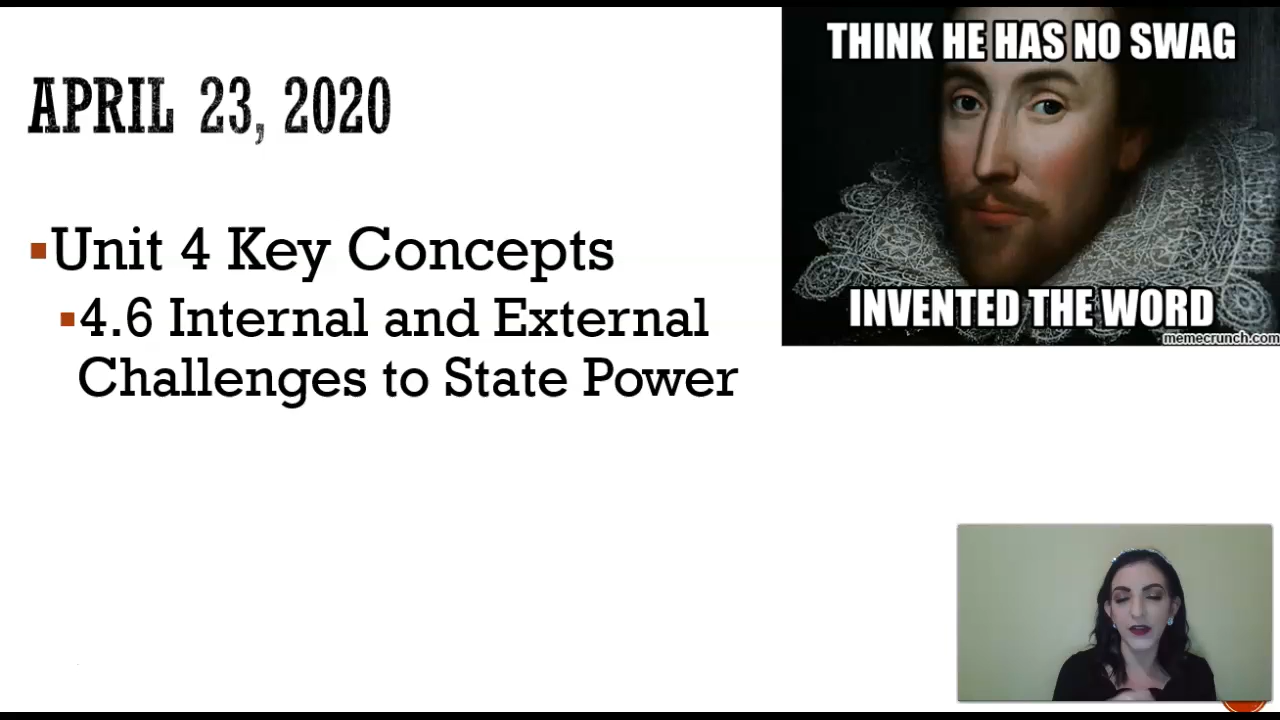 APRIL 23, 2020
Unit 4 Key Concepts
4.6 Internal and External
Challenges to State Power
THINK HE HAS NO SWAG
INVENTED THE WORD
memecrunch.com